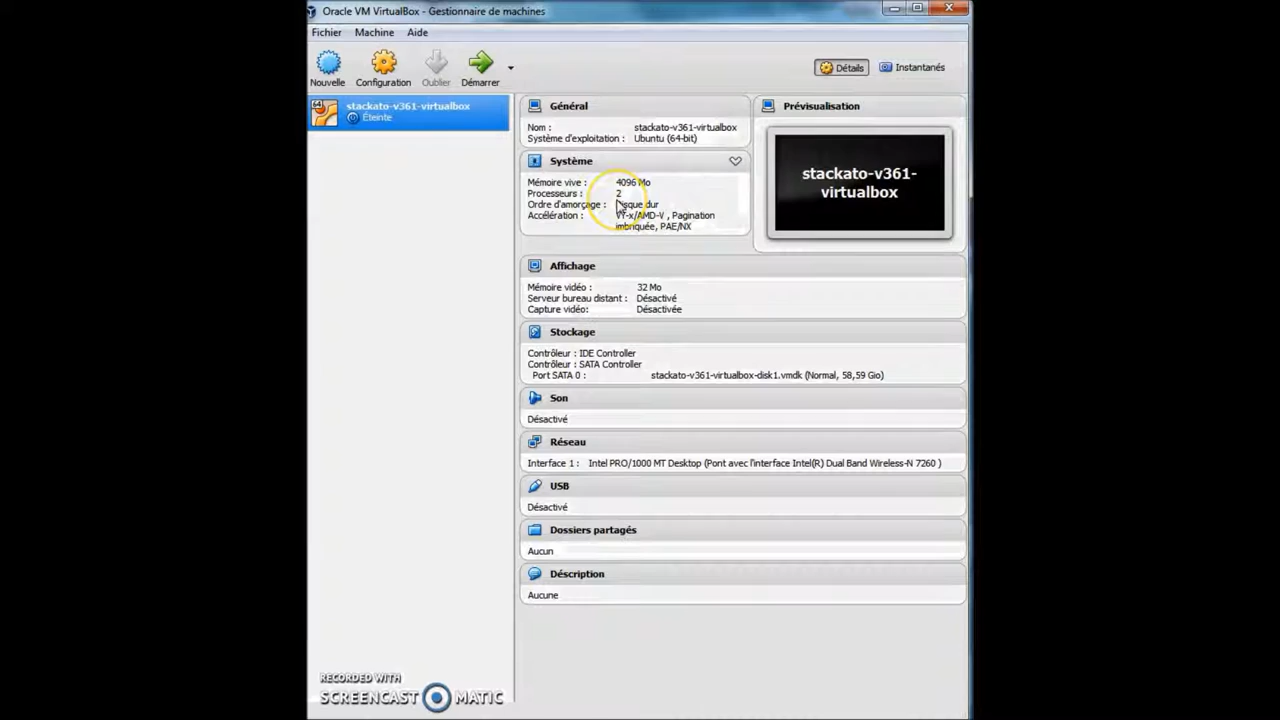 Oracle VM VirtualBox - Gestionnaire de machines
Fichier Machine Aide
Nouvelle Configuration Oublier Démarrer
Détails Instantanés
64
stackato-v361-virtualbox
Éteinte
Général
Nom : stackato-v361-virtualbox
Système d'exploitation : Ubuntu (64-bit)
Système
Mémoire vive : 4096 Mo
Processeurs : 2
Ordre d'amorçage : Disque dur
Accélération : VT-x/AMD-V , Pagination
imbriquée, PAE/NX
Prévisualisation
stackato-v361-
virtualbox
Affichage
Mémoire vidéo : 32 Mo
Serveur bureau distant : Désactivé
Capture vidéo: Désactivée
Stockage
Contrôleur : IDE Controller
Contrôleur : SATA Controller
Port SATA 0 : stackato-v361-virtualbox-disk1.vmdk (Normal, 58,59 Gio)
Son
Désactivé
Réseau
Interface 1 : Intel PRO/1000 MT Desktop (Pont avec l'interface Intel(R) Dual Band Wireless-N 7260 )
USB
Désactivé
Dossiers partagés
Aucun
Déscription
Aucune
RECORDED WITH
SCREENCAST MATIC